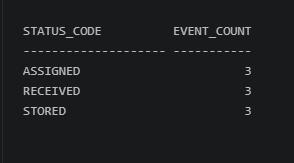 STATUS_CODE          EVENT_COUNT
-------------------- -----------
ASSIGNED                       3
RECEIVED                       3
STORED                         3